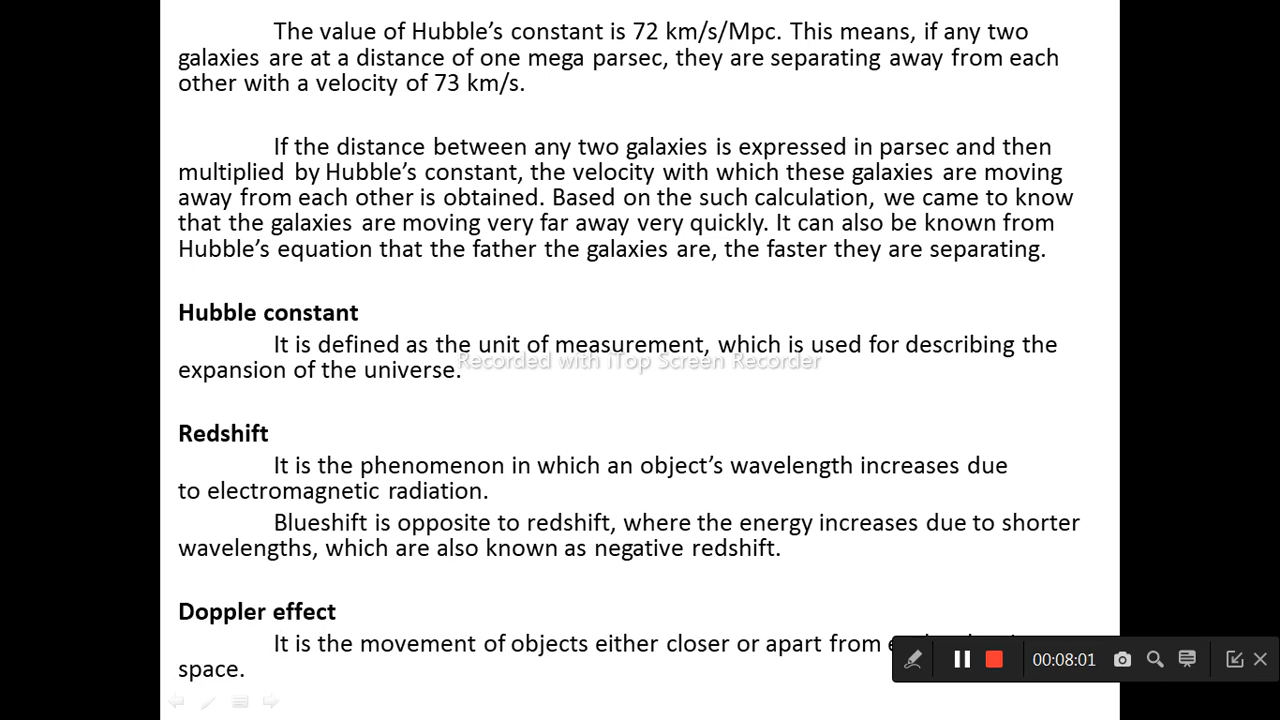 The value of Hubble's constant is 72 km/s/Mpc. This means, if any two
galaxies are at a distance of one mega parsec, they are separating away from each
other with a velocity of 73 km/s.
If the distance between any two galaxies is expressed in parsec and then
multiplied by Hubble's constant, the velocity with which these galaxies are moving
away from each other is obtained. Based on the such calculation, we came to know
that the galaxies are moving very far away very quickly. It can also be known from
Hubble's equation that the father the galaxies are, the faster they are separating.
Hubble constant
It is defined as the unit of measurement, which is used for describing the
Recorded with iTop Screen Recorder
expansion of the universe.
Redshift
It is the phenomenon in which an object's wavelength increases due
to electromagnetic radiation.
Blueshift is opposite to redshift, where the energy increases due to shorter
wavelengths, which are also known as negative redshift.
Doppler effect
It is the movement of objects either closer or apart from
space.
00:08:01